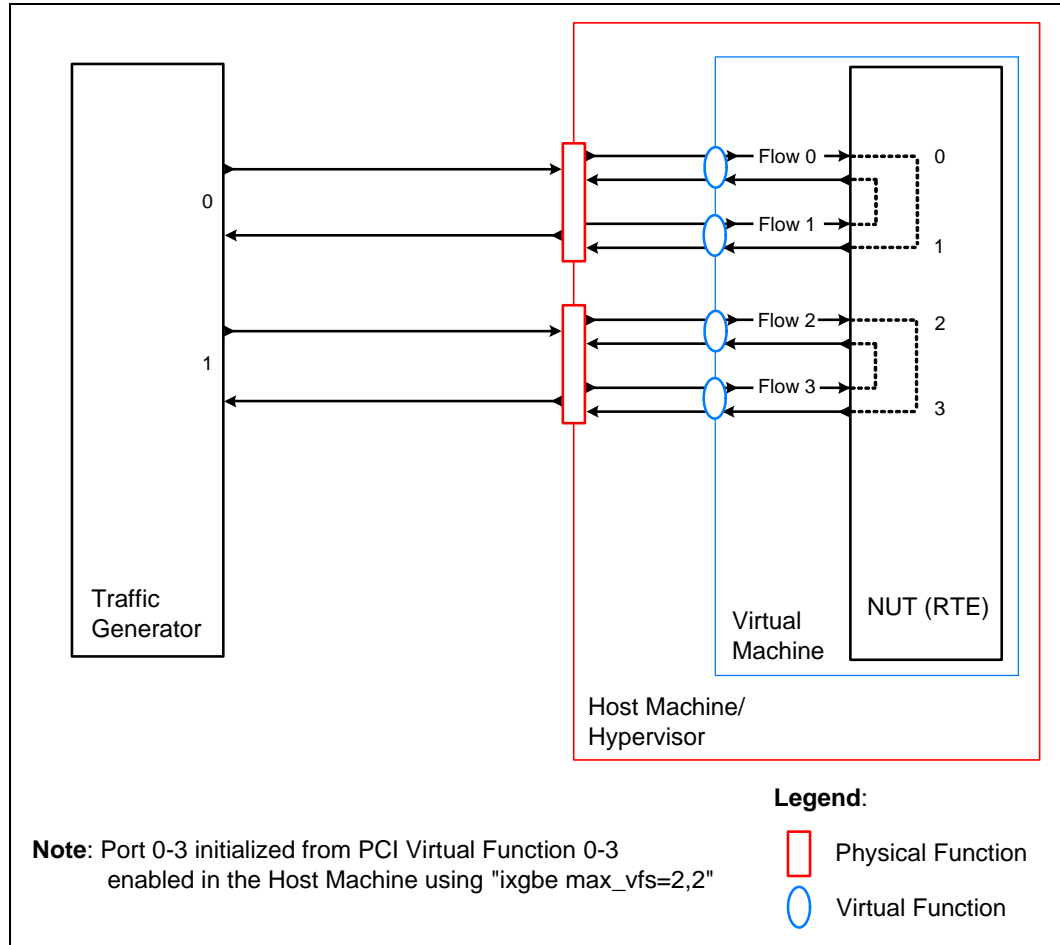 Flow 0
0
0
Flow 1
1
Flow 2
2
1
Flow 3
3
Traffic
Generator
NUT (RTE)
Virtual
Machine
Host Machine/
Hypervisor
Legend:
Note: Port 0-3 initialized from PCI Virtual Function 0-3
enabled in the Host Machine using "ixgbe max_vfs=2,2"
Physical Function
Virtual Function